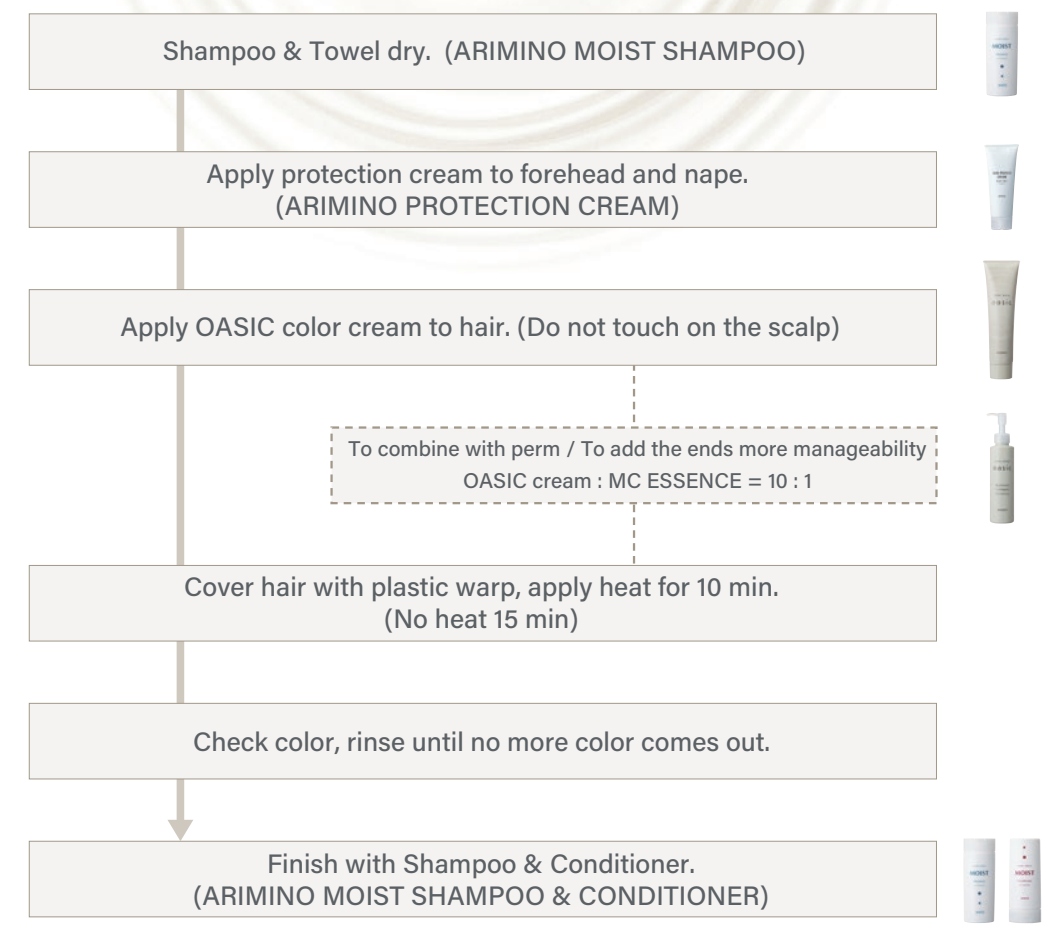 Shampoo & Towel dry. (ARIMINO MOIST SHAMPOO)
MOIST
Apply protection cream to forehead and nape.
(ARIMINO PROTECTION CREAM)
Apply OASIC color cream to hair. (Do not touch on the scalp)
To combine with perm / To add the ends more manageability
OASIC cream : MC ESSENCE = 10 : 1
Cover hair with plastic warp, apply heat for 10 min.
(No heat 15 min)
Check color, rinse until no more color comes out.
Finish with Shampoo & Conditioner.
(ARIMINO MOIST SHAMPOO & CONDITIONER)
MOIST
MOIST